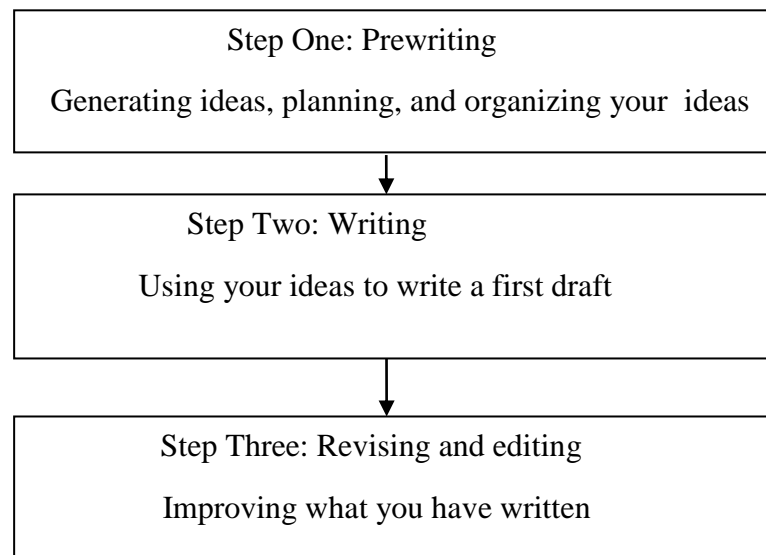 Step One: Prewriting
Generating ideas, planning, and organizing your ideas
Step Two: Writing
Using your ideas to write a first draft
Step Three: Revising and editing
Improving what you have written